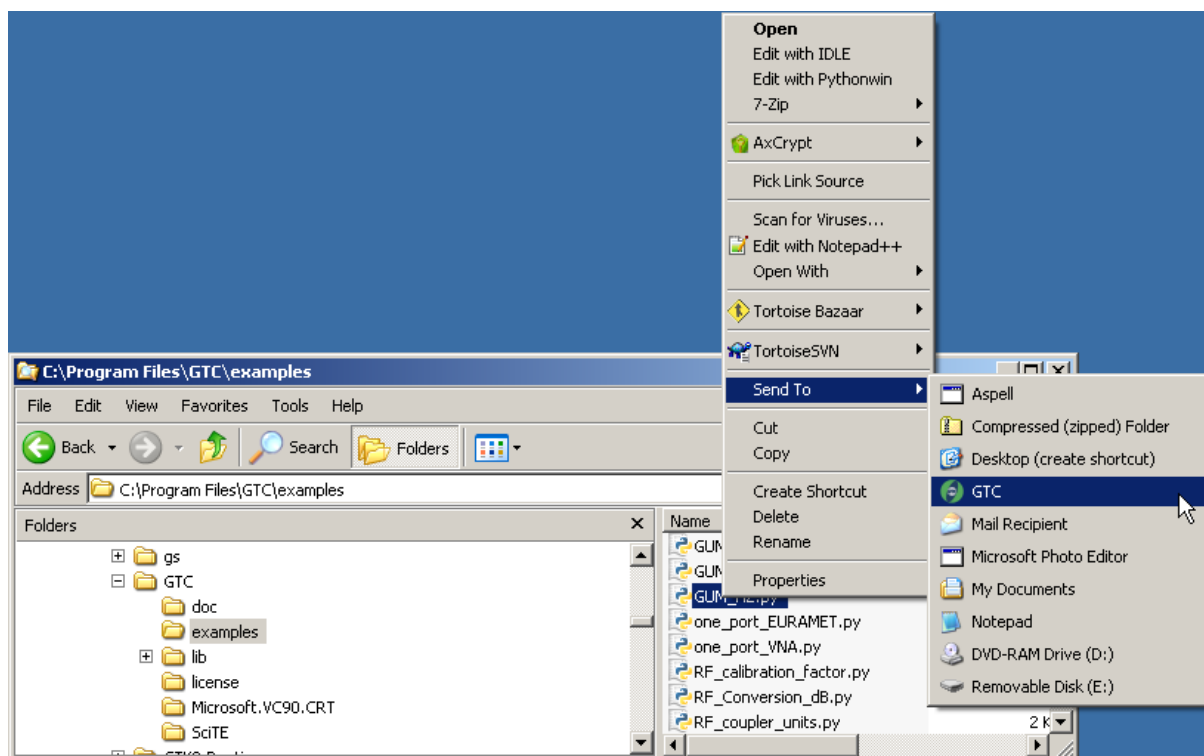 Open
Edit with IDLE
Edit with Pythonwin
7-Zip
AxCrypt
Pick Link Source
Scan for Viruses...
Edit with Notepad++
Open With
Tortoise Bazaar
TortoiseSVN
Send To
Cut
Copy
Create Shortcut
Delete
Rename
Properties
Aspell
Compressed (zipped) Folder
Desktop (create shortcut)
GTC
Mail Recipient
Microsoft Photo Editor
My Documents
Notepad
DVD-RAM Drive (D:)
Removable Disk (E:)
C:\Program Files\GTC\examples
File Edit View Favorites Tools Help
Back Search Folders
Address C:\Program Files\GTC\examples
Folders
gs
GTC
doc
examples
lib
license
Microsoft.VC90.CRT
SciTE
Name
one_port_EURAMET.py
one_port_VNA.py
RF_calibration_factor.py
RF_Conversion_dB.py
RF_coupler_units.py 2 K